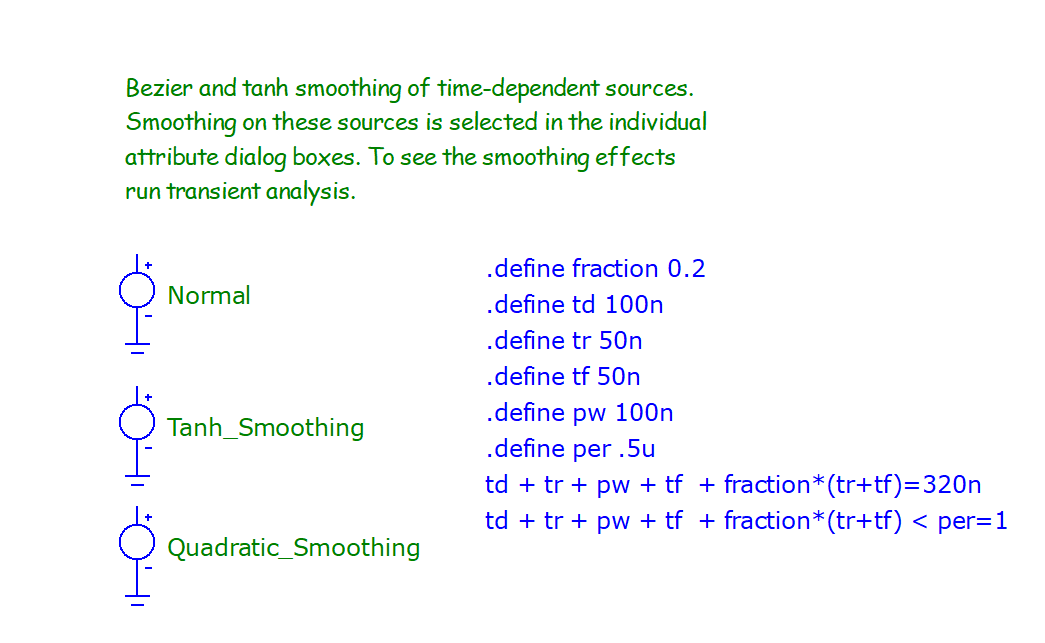 Bezier and tanh smoothing of time-dependent sources.
Smoothing on these sources is selected in the individual
attribute dialog boxes. To see the smoothing effects
run transient analysis.
Normal
Tanh_Smoothing
Quadratic_Smoothing
.define fraction 0.2
.define td 100n
.define tr 50n
.define tf 50n
.define pw 100n
.define per .5u
td + tr + pw + tf  + fraction*(tr+tf)=320n
td + tr + pw + tf  + fraction*(tr+tf) < per=1